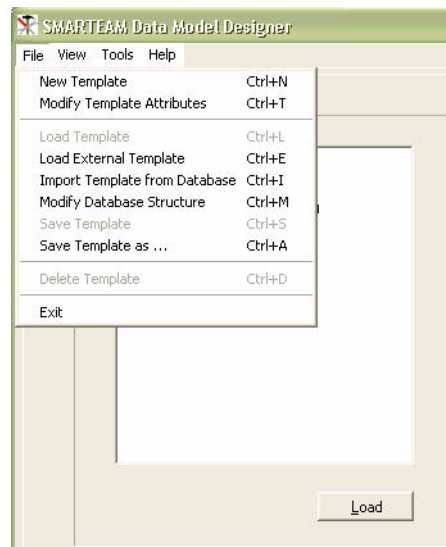 SMARTEAM Data Model Designer
File View Tools Help
New Template Ctrl+N
Modify Template Attributes Ctrl+T
Load Template Ctrl+L
Load External Template Ctrl+E
Import Template from Database Ctrl+I
Modify Database Structure Ctrl+M
Save Template Ctrl+S
Save Template as ... Ctrl+A
Delete Template Ctrl+D
Exit
Load